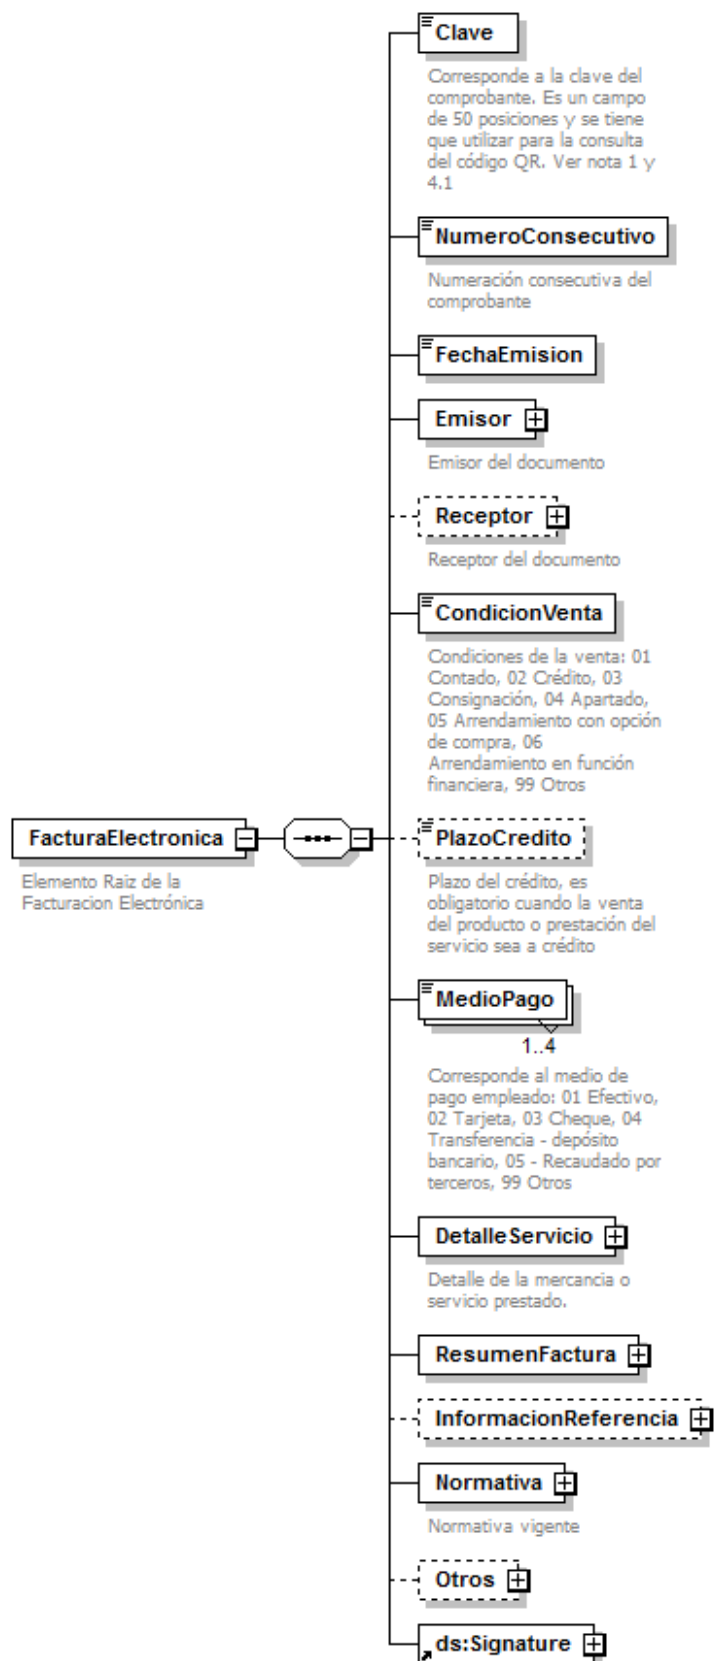 Clave
Corresponde a la clave del
comprobante. Es un campo
de 50 posiciones y se tiene
que utilizar para la consulta
del código QR. Ver nota 1 y
4.1
NumeroConsecutivo
Numeración consecutiva del
comprobante
FechaEmision
Emisor
Emisor del documento
Receptor
Receptor del documento
CondicionVenta
Condiciones de la venta: 01
Contado, 02 Crédito, 03
Consignación, 04 Apartado,
05 Arrendamiento con opción
de compra, 06
Arrendamiento en función
financiera, 99 Otros
FacturaElectronica
Elemento Raiz de la
Facturacion Electrónica
PlazoCredito
Plazo del crédito, es
obligatorio cuando la venta
del producto o prestación del
servicio sea a crédito
MedioPago
1..4
Corresponde al medio de
pago empleado: 01 Efectivo,
02 Tarjeta, 03 Cheque, 04
Transferencia - depósito
bancario, 05 - Recaudado por
terceros, 99 Otros
DetalleServicio
Detalle de la mercancia o
servicio prestado.
ResumenFactura
InformacionReferencia
Normativa
Normativa vigente
Otros
ds:Signature